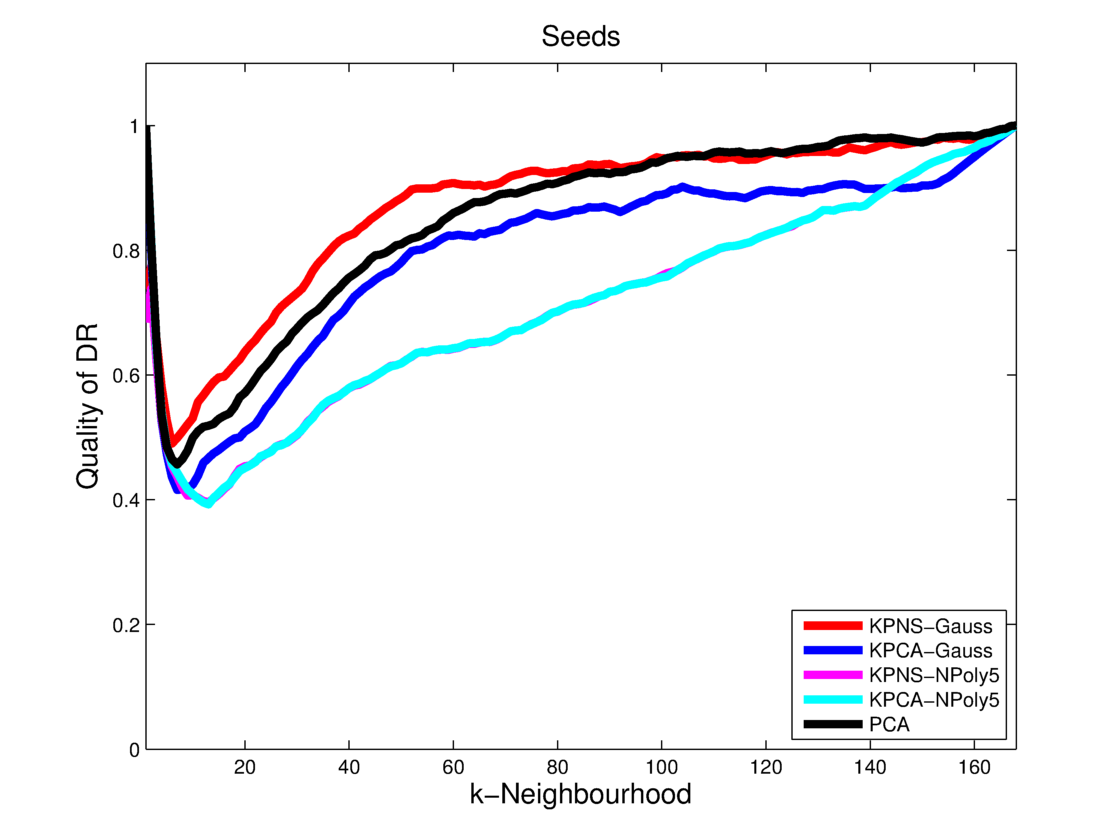 Seeds
Quality of DR
1
0.8
0.6
0.4
0.2
0
20 40 60 80 100 120 140 160
k−Neighbourhood
KPNS−Gauss
KPCA−Gauss
KPNS−NPoly5
KPCA−NPoly5
PCA